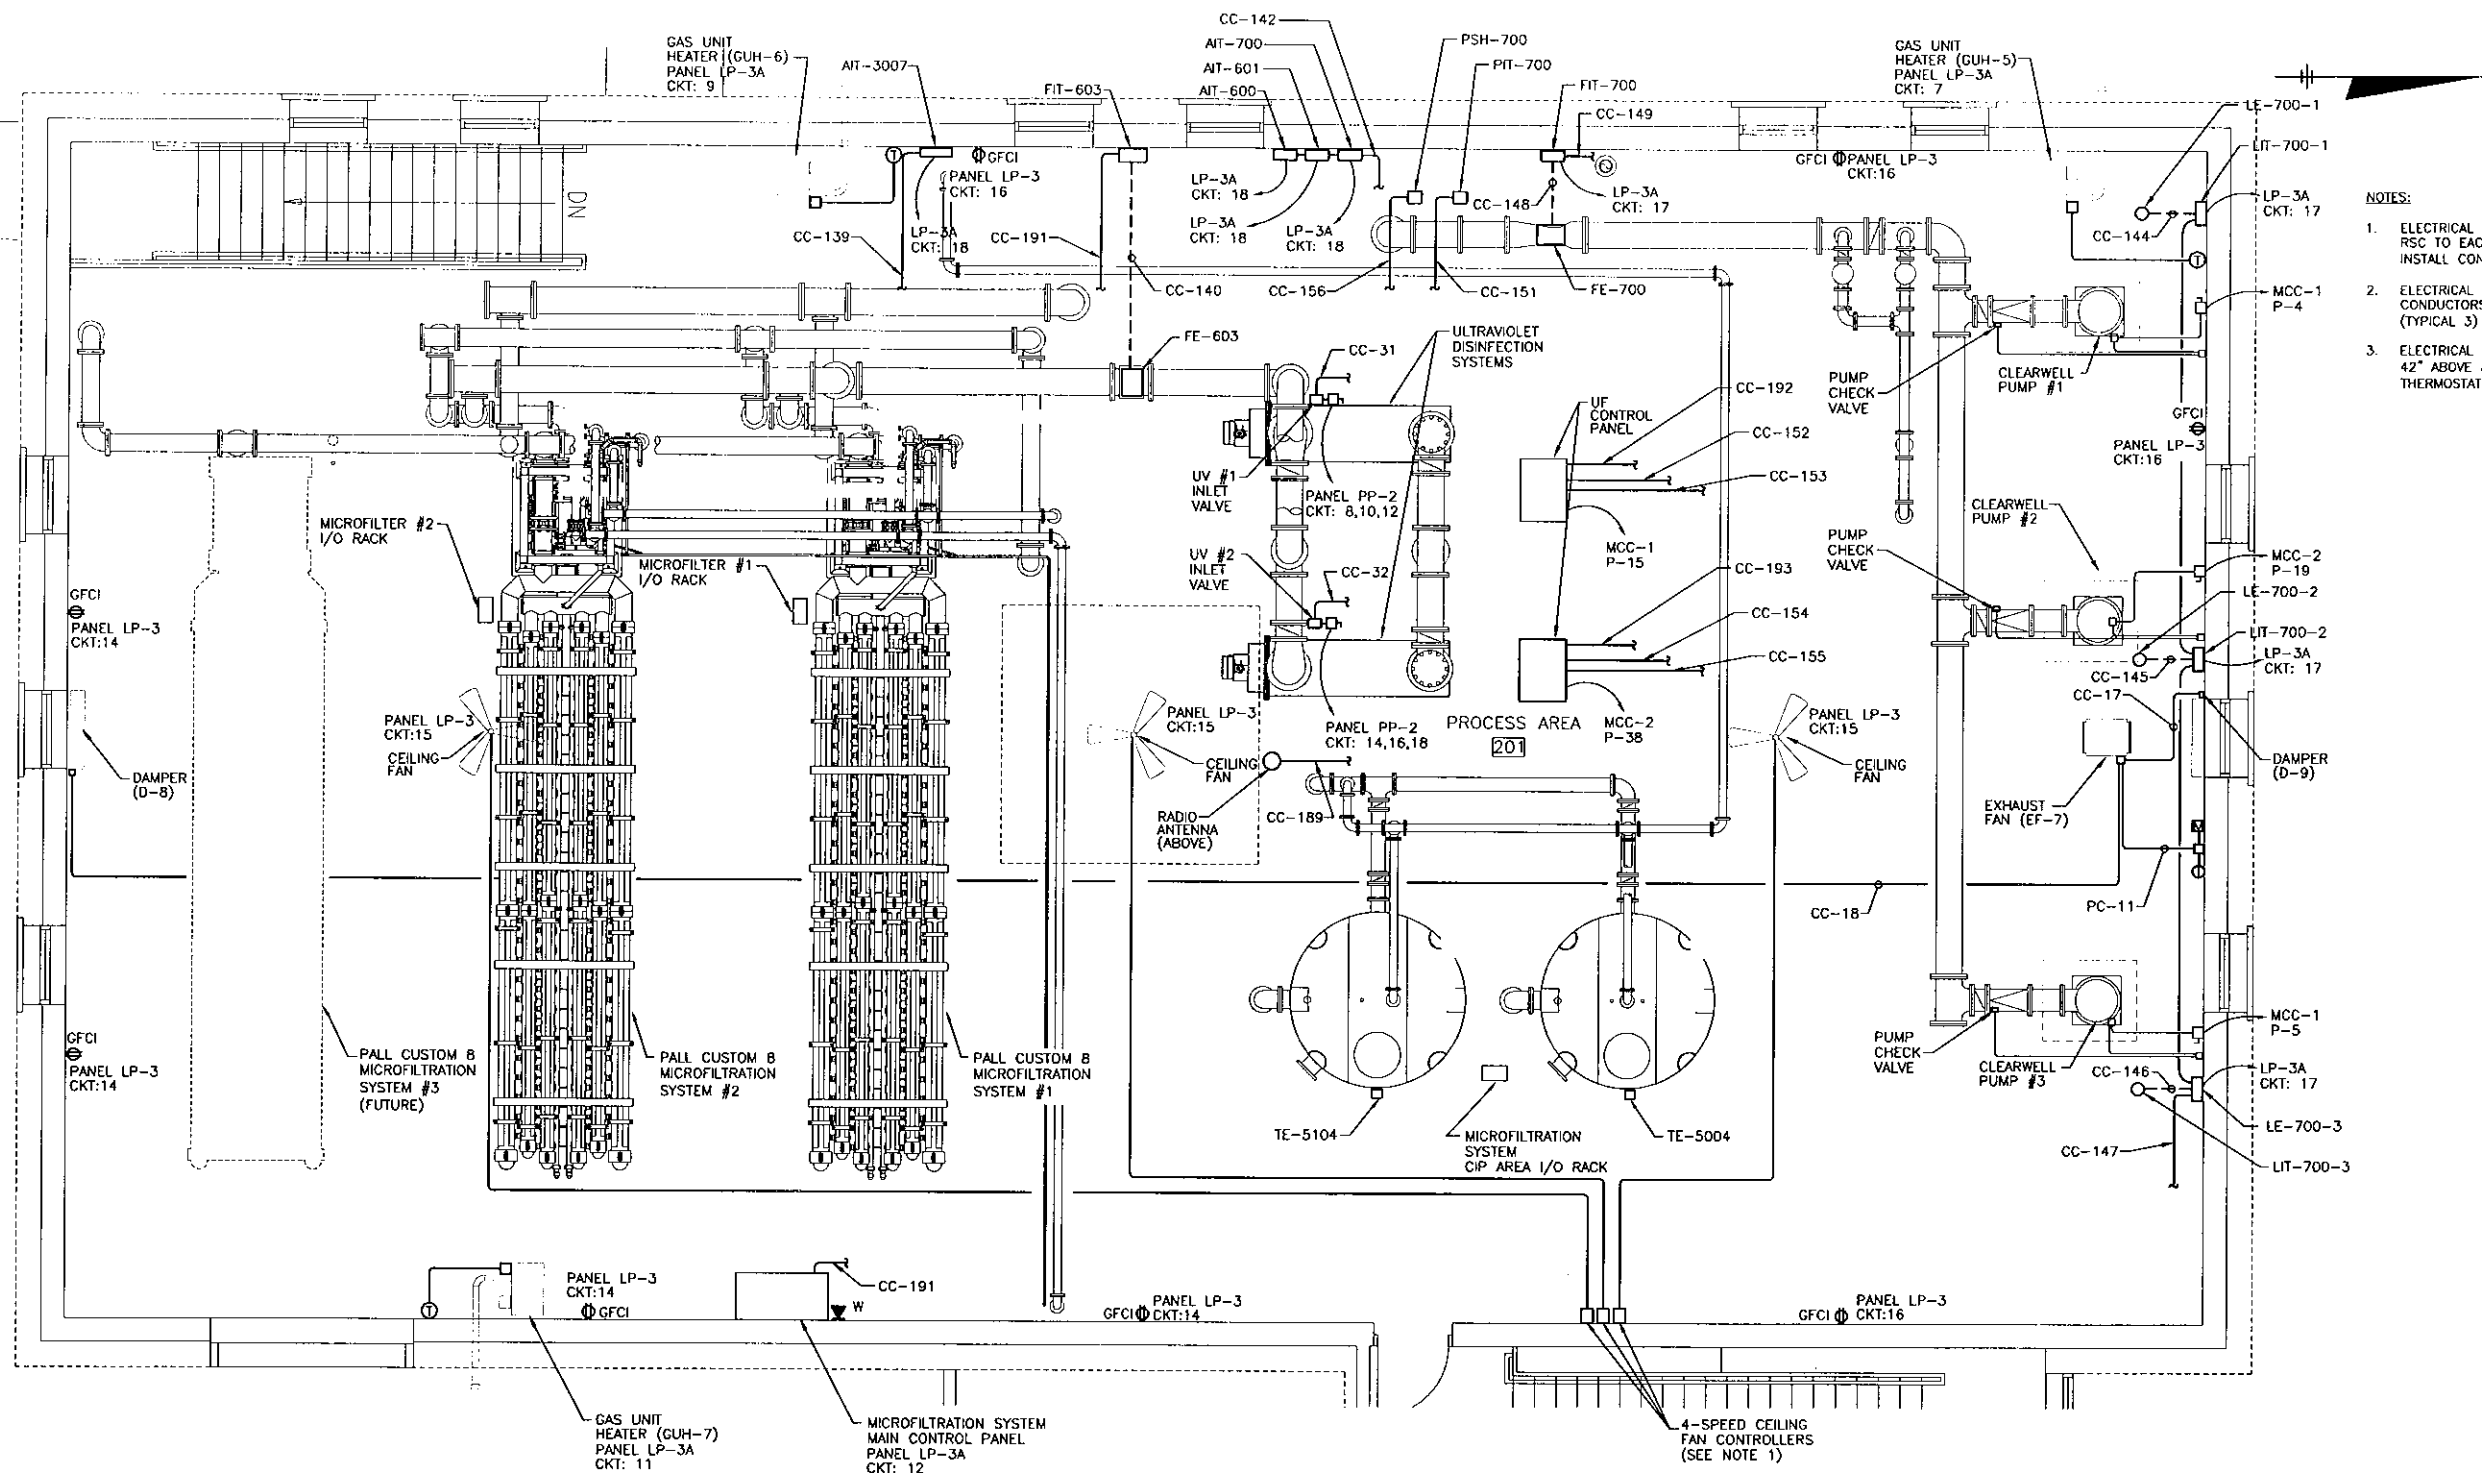 CC-142
GAS UNIT
HEATER (GUH-6)
PANEL LP-3A
CKT: 9
AIT-3007
FIT-603
AIT-700
AIT-601
AIT-600
PSH-700
PIT-700
FIT-700
CC-149
GAS UNIT
HEATER (GUH-5)
PANEL LP-3A
CKT: 7
LE-700-1
LIT-700-1
T
GFCI
PANEL LP-3
CKT: 16
LP-3A
CKT: 18
LP-3A
CKT: 18
LP-3A
CKT: 18
LP-3A
CKT: 18
CC-148
LP-3A
CKT: 17
GFCI
PANEL LP-3
CKT:16
LP-3A
CKT: 17
CC-144
T
DN
CC-139
CC-191
CC-140
CC-156
CC-151
FE-700
MCC-1
P-4
NOTES:
1. ELECTRICAL
RSC TO EAC
INSTALL CON
2. ELECTRICAL
CONDUCTORS
(TYPICAL 3)
3. ELECTRICAL
42" ABOVE
THERMOSTAT
FE-603
CC-31
ULTRAVIOLET
DISINFECTION
SYSTEMS
CC-192
UF
CONTROL
PANEL
CC-152
CC-153
PUMP
CHECK
VALVE
CLEARWELL
PUMP #1
GFCI
PANEL LP-3
CKT:16
UV #1
INLET
VALVE
PANEL PP-2
CKT: 8,10,12
MICROFILTER #2
I/O RACK
MICROFILTER #1
I/O RACK
CLEARWELL
PUMP #2
PUMP
CHECK
VALVE
MCC-1
P-15
MCC-2
P-19
LE-700-2
UV #2
INLET
VALVE
CC-32
CC-193
CC-154
CC-155
LIT-700-2
LP-3A
CKT: 17
CC-145
GFCI
PANEL LP-3
CKT:14
PANEL LP-3
CKT:15
CEILING
FAN
PANEL LP-3
CKT:15
CEILING
FAN
PANEL PP-2
CKT: 14,16,18
PROCESS AREA
201
MCC-2
P-38
PANEL LP-3
CKT:15
CEILING
FAN
CC-17
DAMPER
(D-8)
DAMPER
(D-9)
RADIO
ANTENNA
(ABOVE)
CC-189
EXHAUST
FAN (EF-7)
M
CC-18
PC-11
GFCI
PANEL LP-3
CKT:14
PALL CUSTOM 8
MICROFILTRATION
SYSTEM #3
(FUTURE)
PALL CUSTOM 8
MICROFILTRATION
SYSTEM #2
PALL CUSTOM 8
MICROFILTRATION
SYSTEM #1
PUMP
CHECK
VALVE
CLEARWELL
PUMP #3
MCC-1
P-5
CC-146
LP-3A
CKT: 17
LE-700-3
LIT-700-3
CC-147
TE-5104
MICROFILTRATION
SYSTEM
CIP AREA I/O RACK
TE-5004
T
PANEL LP-3
CKT:14
GFCI
CC-191
W
GFCI
PANEL LP-3
CKT:14
GFCI
PANEL LP-3
CKT:16
GAS UNIT
HEATER (GUH-7)
PANEL LP-3A
CKT: 11
MICROFILTRATION SYSTEM
MAIN CONTROL PANEL
PANEL LP-3A
CKT: 12
4-SPEED CEILING
FAN CONTROLLERS
(SEE NOTE 1)